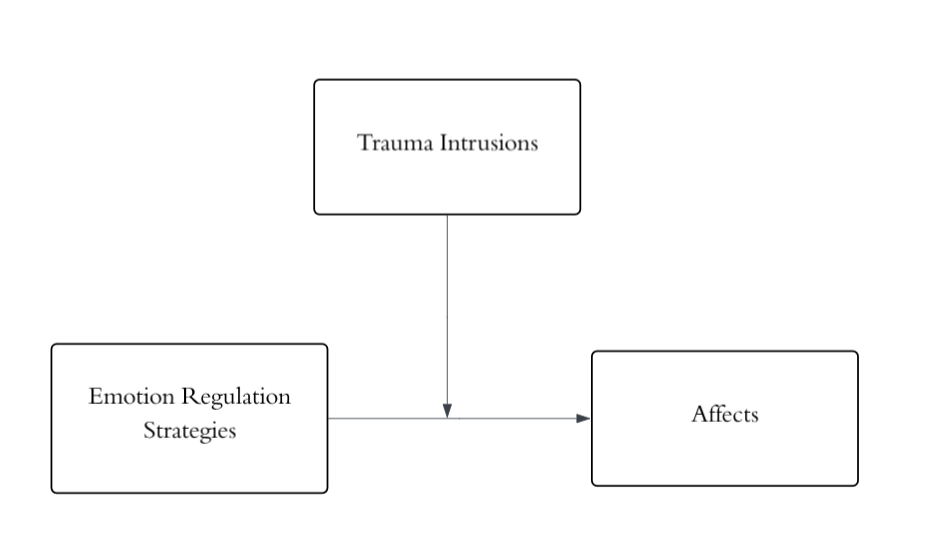 Trauma Intrusions
Emotion Regulation
Strategies
Affects